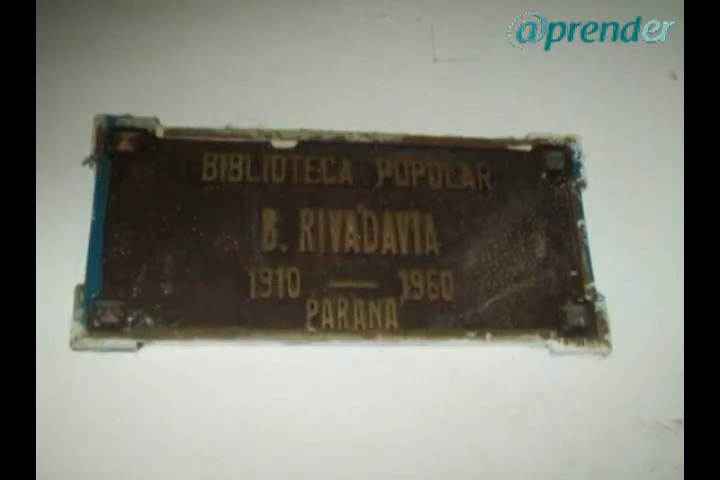 @prender
BIBLIOTECA POPULAR
B. RIVADAVIA
1910 — 1960
PARANA